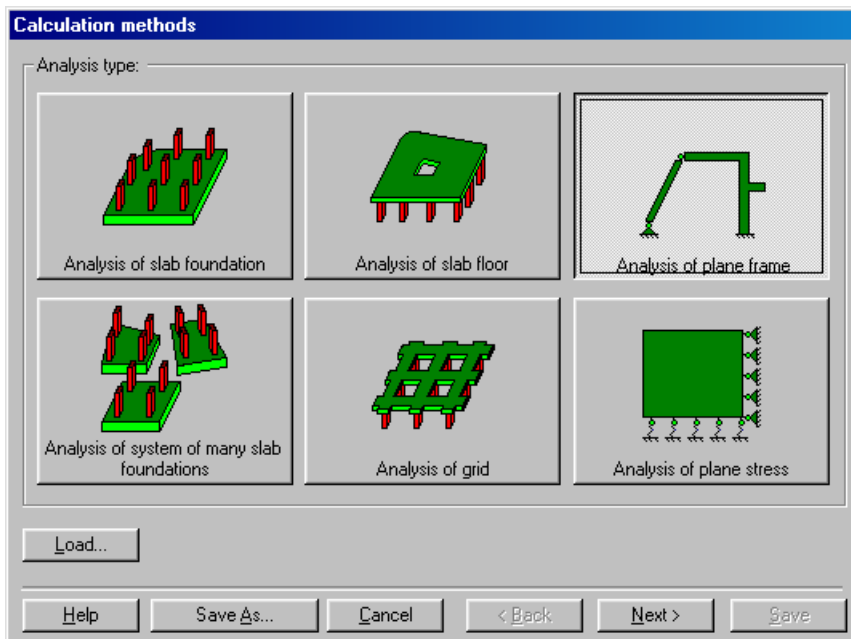 Calculation methods
Analysis type:
Analysis of slab foundation
Analysis of slab floor
Analysis of plane frame
Analysis of system of many slab
foundations
Analysis of grid
Analysis of plane stress
Load...
Help
Save As...
Cancel
< Back
Next >
Save